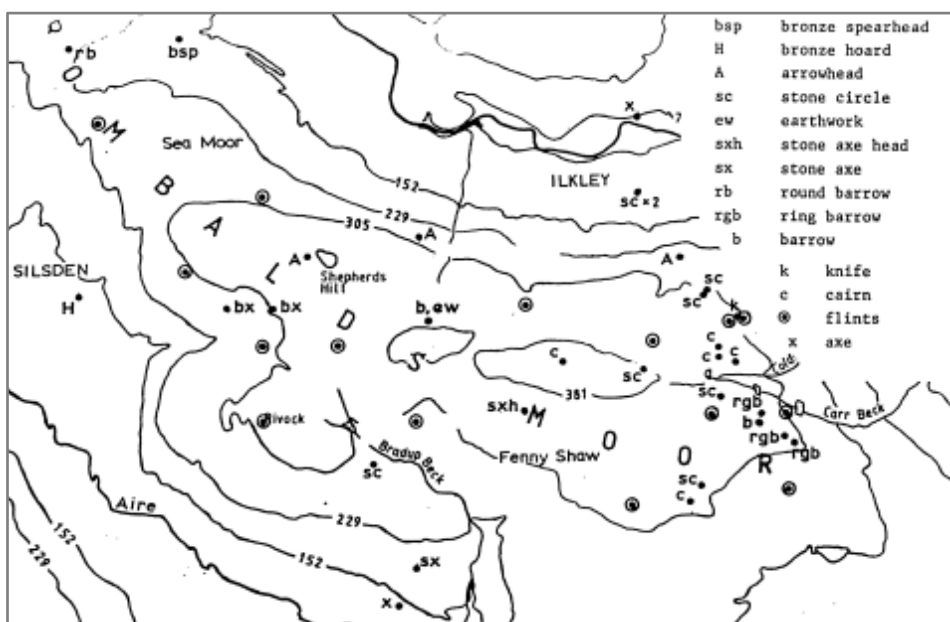 bsp bronze spearhead
H bronze hoard
A arrowhead
sc stone circle
ew earthwork
sxh stone axe head
sx stone axe
rb round barrow
rgb ring barrow
b barrow
k knife
c cairn
flints
x axe
rb
bsp
x
?
M
Sea Moor
ILKLEY
152
sc × 2
B
229
A
305
A
SILSDEN
L
A
Shepherds Hill
A
sc
sc
H
bx
bx
D
b, ew
k
c
c
c
c
sc
381
Cold
sc
rgb
Carr Beck
sxh
M
Rivock
b
rgb
rgb
O
O
R
Bradup Beck
Fenny Shaw
sc
sc
c
Aire
229
152
152
229
sx
x